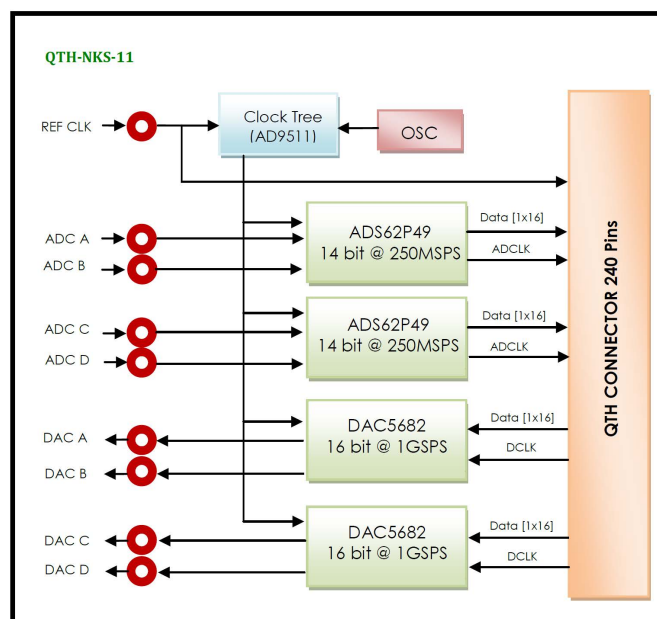 QTH-NKS-11
REF CLK
Clock Tree
(AD9511)
OSC
ADC A
ADC B
ADS62P49
14 bit @ 250MSPS
Data [1x16]
ADCLK
ADC C
ADC D
ADS62P49
14 bit @ 250MSPS
Data [1x16]
ADCLK
DAC A
DAC B
DAC5682
16 bit @ 1GSPS
Data [1x16]
DCLK
DAC C
DAC D
DAC5682
16 bit @ 1GSPS
Data [1x16]
DCLK
QTH CONNECTOR 240 Pins